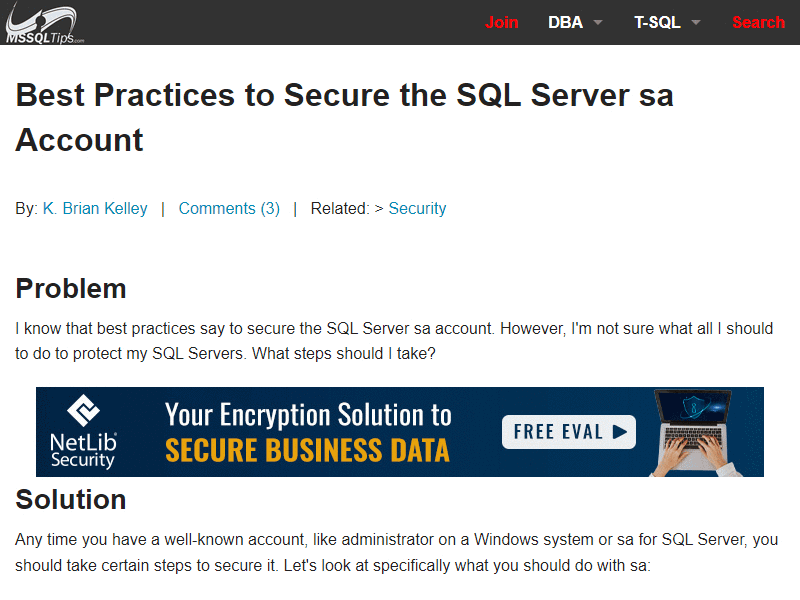 MSSQLTips.com
Join DBA T-SQL Search
Best Practices to Secure the SQL Server sa
Account
By: K. Brian Kelley | Comments (3) | Related: > Security
Problem
I know that best practices say to secure the SQL Server sa account. However, I'm not sure what all I should
to do to protect my SQL Servers. What steps should I take?
NetLib®
Security
Your Encryption Solution to
SECURE BUSINESS DATA
FREE EVAL ▶
Solution
Any time you have a well-known account, like administrator on a Windows system or sa for SQL Server, you
should take certain steps to secure it. Let's look at specifically what you should do with sa: